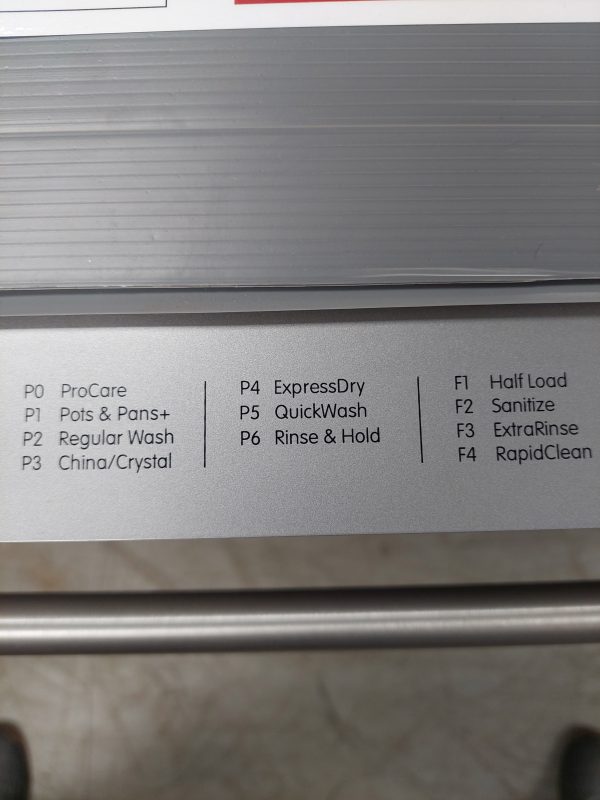 P0 ProCare
P1 Pots & Pans+
P2 Regular Wash
P3 China/Crystal
P4 ExpressDry
P5 QuickWash
P6 Rinse & Hold
F1 Half Load
F2 Sanitize
F3 ExtraRinse
F4 RapidClean